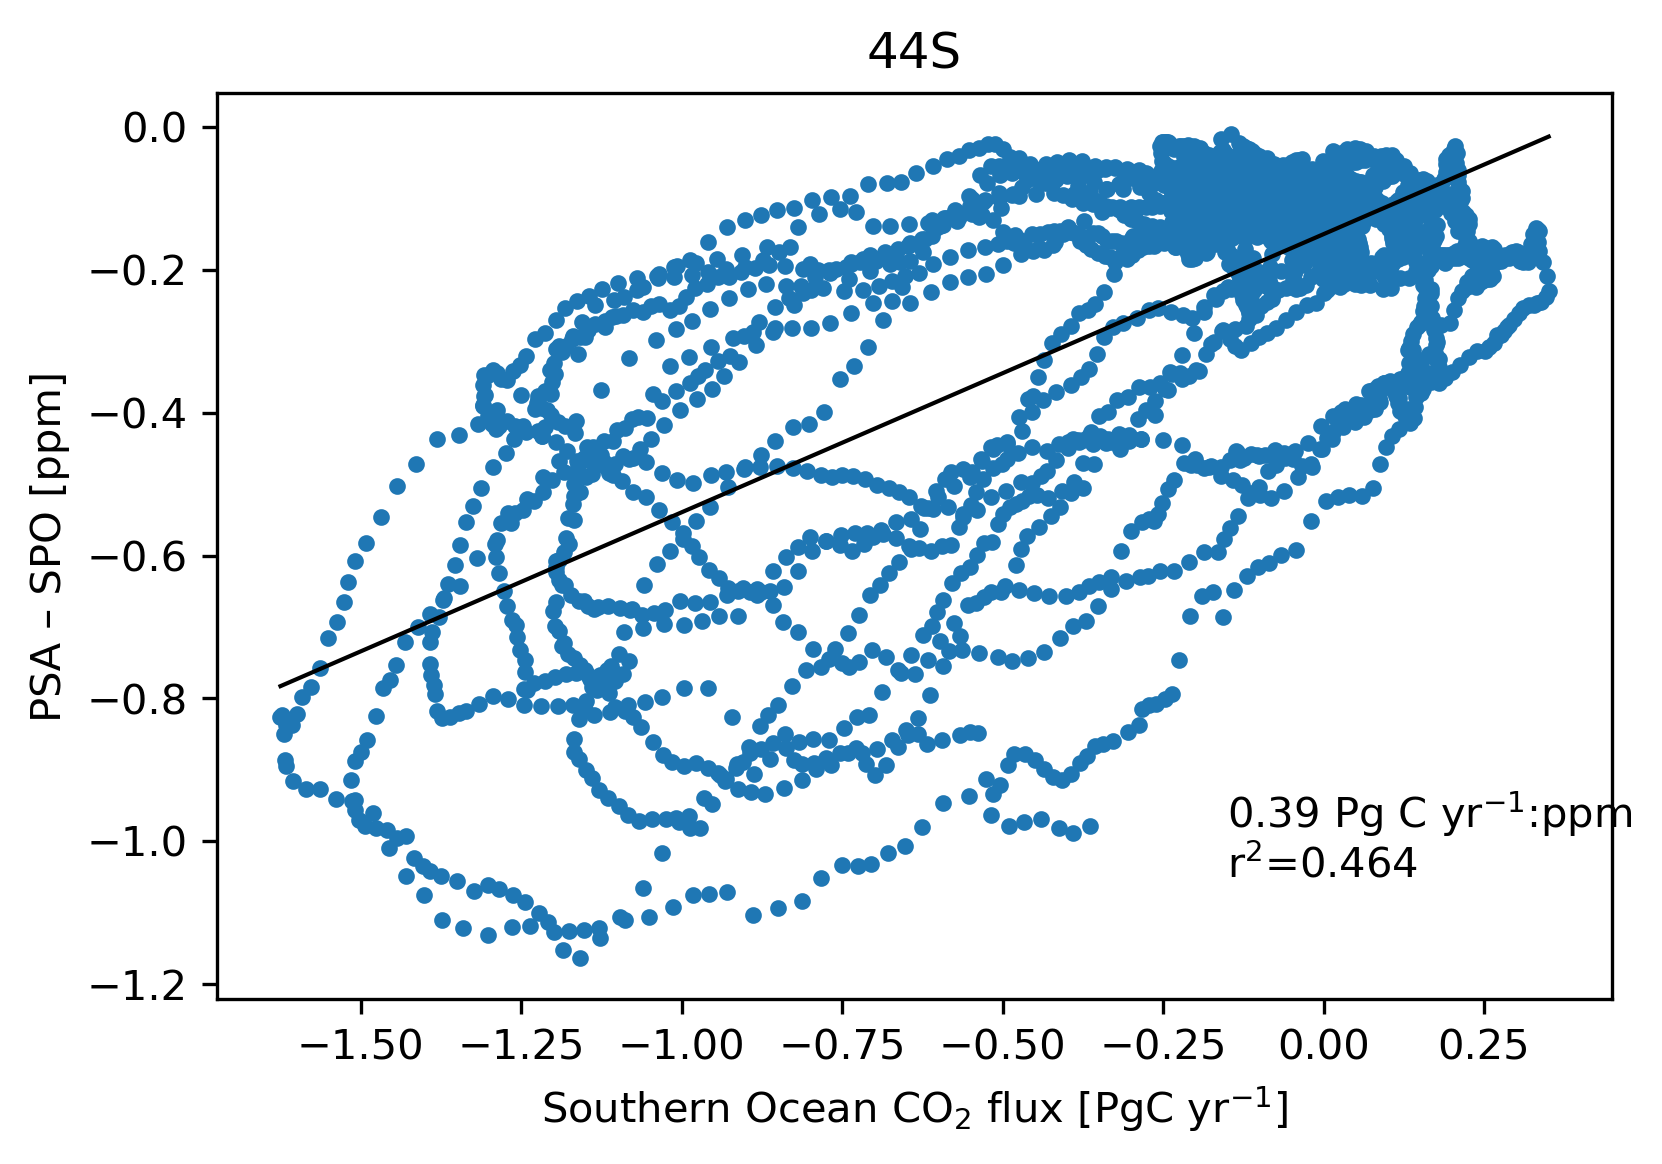 44S
PSA – SPO [ppm]
0.0
−0.2
−0.4
−0.6
−0.8
−1.0
−1.2
0.39 Pg C yr⁻¹:ppm
r²=0.464
−1.50 −1.25 −1.00 −0.75 −0.50 −0.25 0.00 0.25
Southern Ocean CO₂ flux [PgC yr⁻¹]